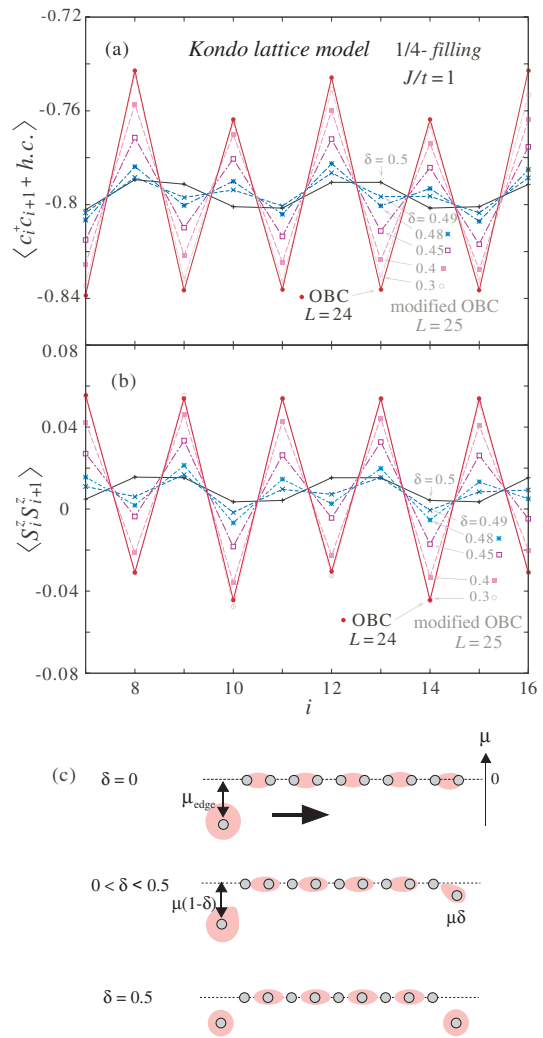 -0.72
(a) Kondo lattice model 1/4- filling
J/t = 1
-0.76
⟨c_i^+ c_{i+1} + h.c.⟩
δ = 0.5
-0.8
δ = 0.49
0.48
0.45
0.4
0.3
-0.84
OBC
L = 24
modified OBC
L = 25
0.08
(b)
0.04
⟨S_i^z S_{i+1}^z⟩
δ = 0.5
0
δ = 0.49
0.48
0.45
-0.04
0.4
0.3
OBC
L = 24
modified OBC
L = 25
-0.08
8 10 12 14 16
i
(c)
δ = 0
μ
0
μ_edge
0 < δ < 0.5
μ(1-δ)
μδ
δ = 0.5